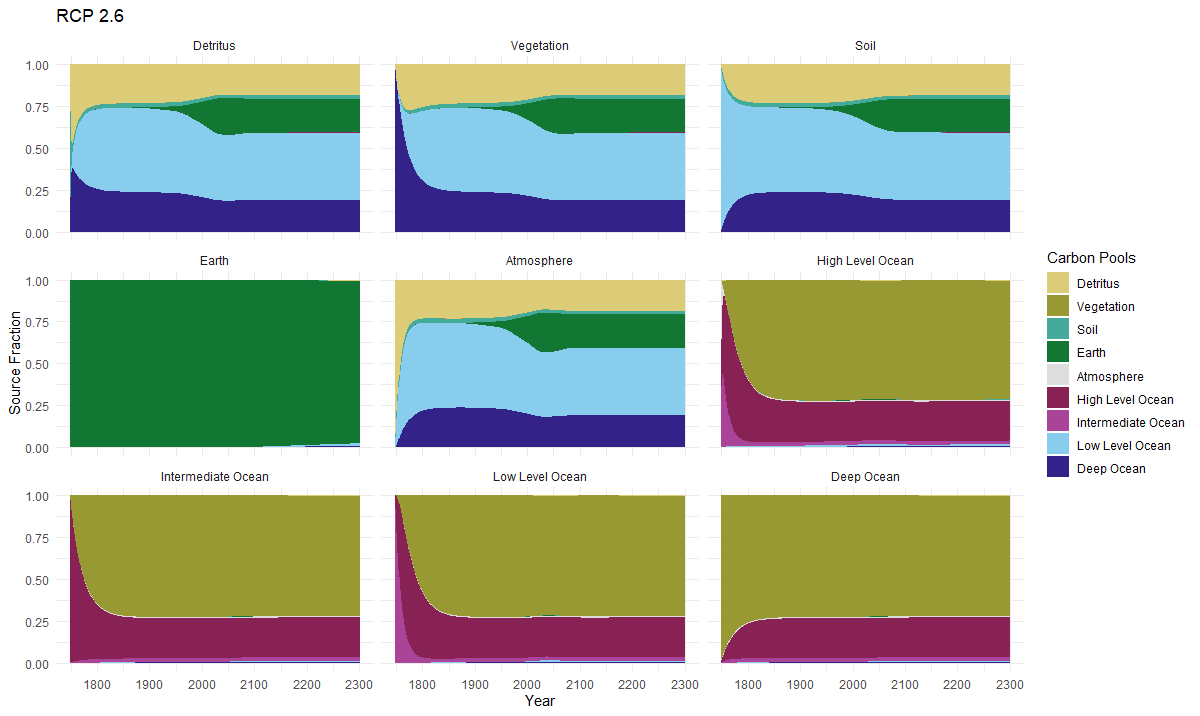 RCP 2.6
Detritus Vegetation Soil
1.00
0.75
0.50
0.25
0.00
Earth Atmosphere High Level Ocean
1.00
0.75
0.50
0.25
0.00
Intermediate Ocean Low Level Ocean Deep Ocean
1.00
0.75
0.50
0.25
0.00
1800 1900 2000 2100 2200 2300 1800 1900 2000 2100 2200 2300 1800 1900 2000 2100 2200 2300
Year
Source Fraction
Carbon Pools
Detritus
Vegetation
Soil
Earth
Atmosphere
High Level Ocean
Intermediate Ocean
Low Level Ocean
Deep Ocean